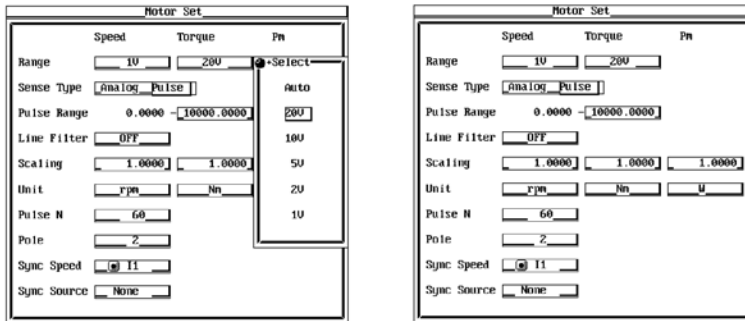 Motor Set
Speed Torque Pm
Range 1V 20V
Sense Type Analog Pulse
Pulse Range 0.0000 - 10000.0000
Line Filter OFF
Scaling 1.0000 1.0000
Unit rpm Nm
Pulse N 60
Pole 2
Sync Speed I1
Sync Source None
Select
Auto
20V
10V
5V
2V
1V
Motor Set
Speed Torque Pm
Range 1V 20V
Sense Type Analog Pulse
Pulse Range 0.0000 - 10000.0000
Line Filter OFF
Scaling 1.0000 1.0000 1.0000
Unit rpm Nm W
Pulse N 60
Pole 2
Sync Speed I1
Sync Source None